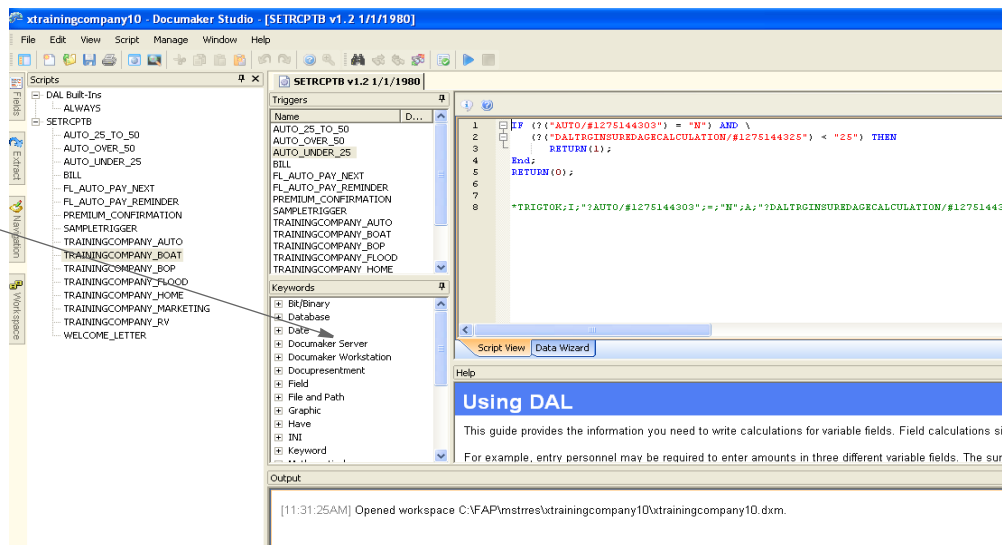 xtrainingcompany10 - Documaker Studio - [SETRCPTB v1.2 1/1/1980]
File Edit View Script Manage Window Help
Scripts
Fields
Extract
Navigation
Workspace
DAL Built-Ins
ALWAYS
SETRCPTB
AUTO_25_TO_50
AUTO_OVER_50
AUTO_UNDER_25
BILL
FL_AUTO_PAY_NEXT
FL_AUTO_PAY_REMINDER
PREMIUM_CONFIRMATION
SAMPLETRIGGER
TRAININGCOMPANY_AUTO
TRAININGCOMPANY_BOAT
TRAININGCOMPANY_BOP
TRAININGCOMPANY_FLOOD
TRAININGCOMPANY_HOME
TRAININGCOMPANY_MARKETING
TRAININGCOMPANY_RV
WELCOME_LETTER
SETRCPTB v1.2 1/1/1980
Triggers
Name D...
AUTO_25_TO_50
AUTO_OVER_50
AUTO_UNDER_25
BILL
FL_AUTO_PAY_NEXT
FL_AUTO_PAY_REMINDER
PREMIUM_CONFIRMATION
SAMPLETRIGGER
TRAININGCOMPANY_AUTO
TRAININGCOMPANY_BOAT
TRAININGCOMPANY_BOP
TRAININGCOMPANY_FLOOD
TRAININGCOMPANY_HOME
Keywords
Bit/Binary
Database
Date
Documaker Server
Documaker Workstation
Docupresentment
Field
File and Path
Graphic
Have
INI
Keyword
1 IF (?("AUTO/#1275144303") = "N") AND \
2 (?("DALTRGINSUREDAGECALCULATION/#1275144325") < "25") THEN
3 RETURN(1);
4 End;
5 RETURN(0);
6
7
8 *TRIGTOK;I;"?AUTO/#1275144303";=;"N";A;"?DALTRGINSUREDAGECALCULATION/#1275144
Script View Data Wizard
Help
Using DAL
This guide provides the information you need to write calculations for variable fields. Field calculations
For example, entry personnel may be required to enter amounts in three different variable fields. The
Output
[11:31:25AM] Opened workspace C:\FAP\mstrres\xtrainingcompany10\xtrainingcompany10.dxm.